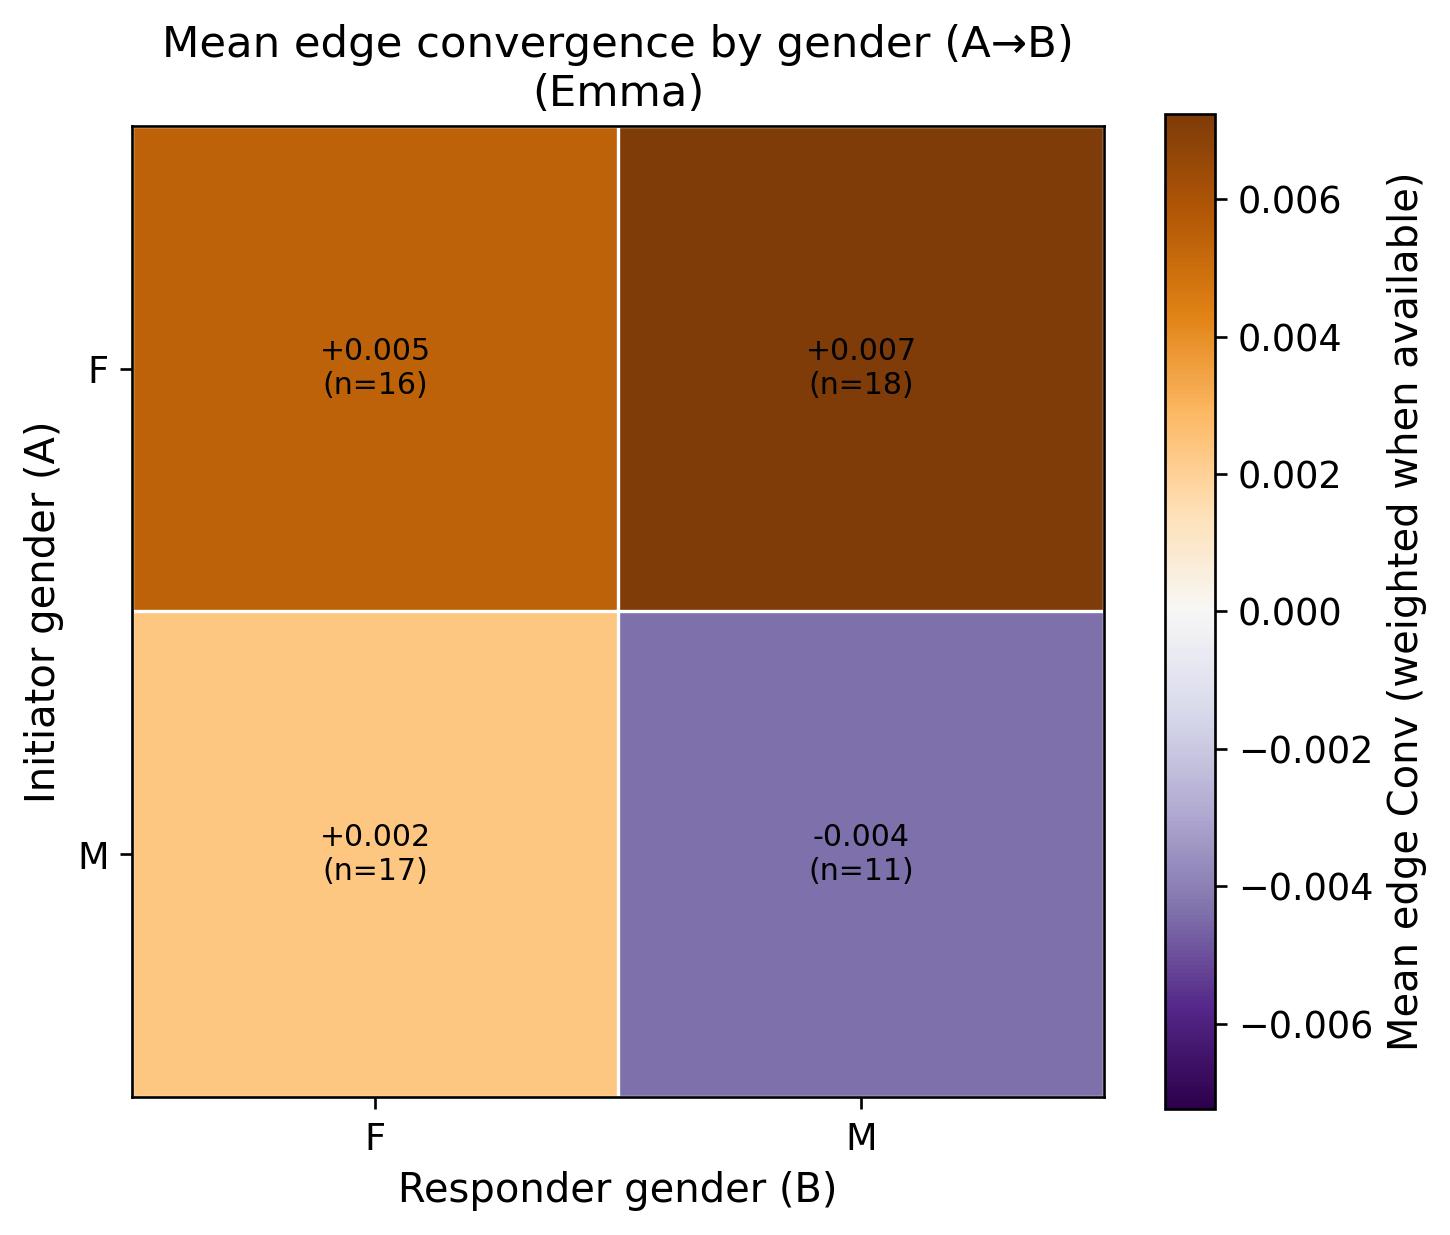 Mean edge convergence by gender (A→B)
(Emma)
Initiator gender (A)
F
M
+0.005
(n=16)
+0.007
(n=18)
+0.002
(n=17)
-0.004
(n=11)
F
M
Responder gender (B)
0.006
0.004
0.002
0.000
−0.002
−0.004
−0.006
Mean edge Conv (weighted when available)